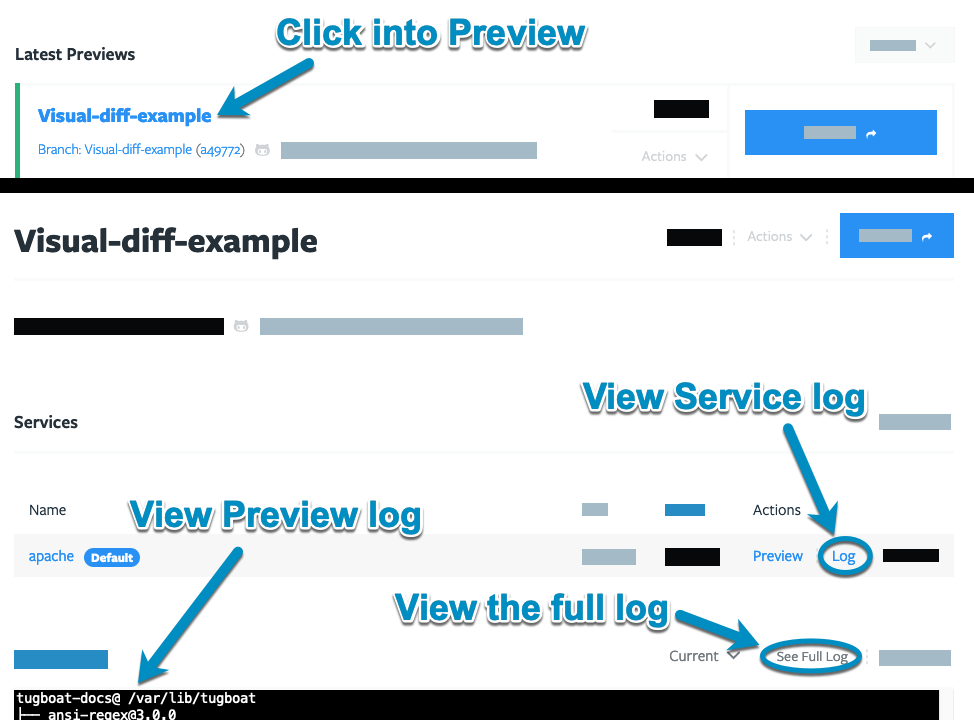 Click into Preview
Latest Previews
Visual-diff-example
Branch: Visual-diff-example (a49772)
Actions
Visual-diff-example
Actions
View Service log
Services
View Preview log
Name
Actions
apache Default
Preview Log
View the full log
Current
See Full Log
tugboat-docs@ /var/lib/tugboat
├── ansi-regex@3.0.0